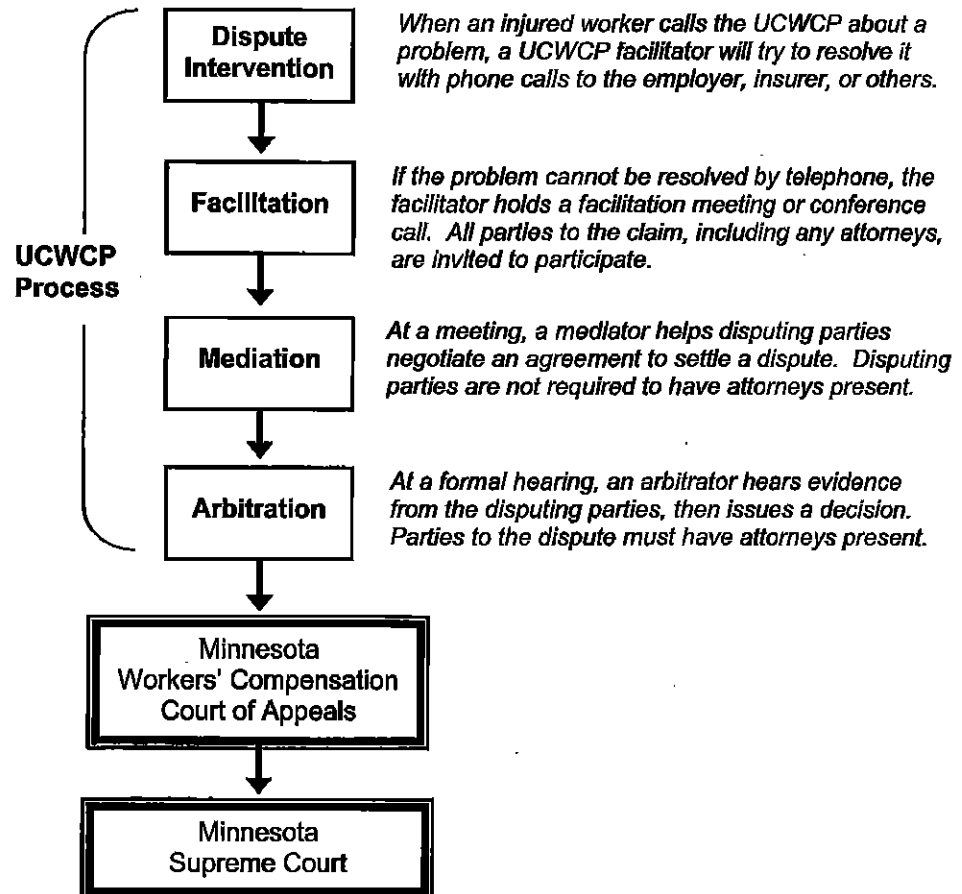 Dispute
Intervention
When an injured worker calls the UCWCP about a
problem, a UCWCP facilitator will try to resolve it
with phone calls to the employer, insurer, or others.
Facilitation
If the problem cannot be resolved by telephone, the
facilitator holds a facilitation meeting or conference
call. All parties to the claim, including any attorneys,
are invited to participate.
UCWCP
Process
Mediation
At a meeting, a mediator helps disputing parties
negotiate an agreement to settle a dispute. Disputing
parties are not required to have attorneys present.
Arbitration
At a formal hearing, an arbitrator hears evidence
from the disputing parties, then issues a decision.
Parties to the dispute must have attorneys present.
Minnesota
Workers' Compensation
Court of Appeals
Minnesota
Supreme Court